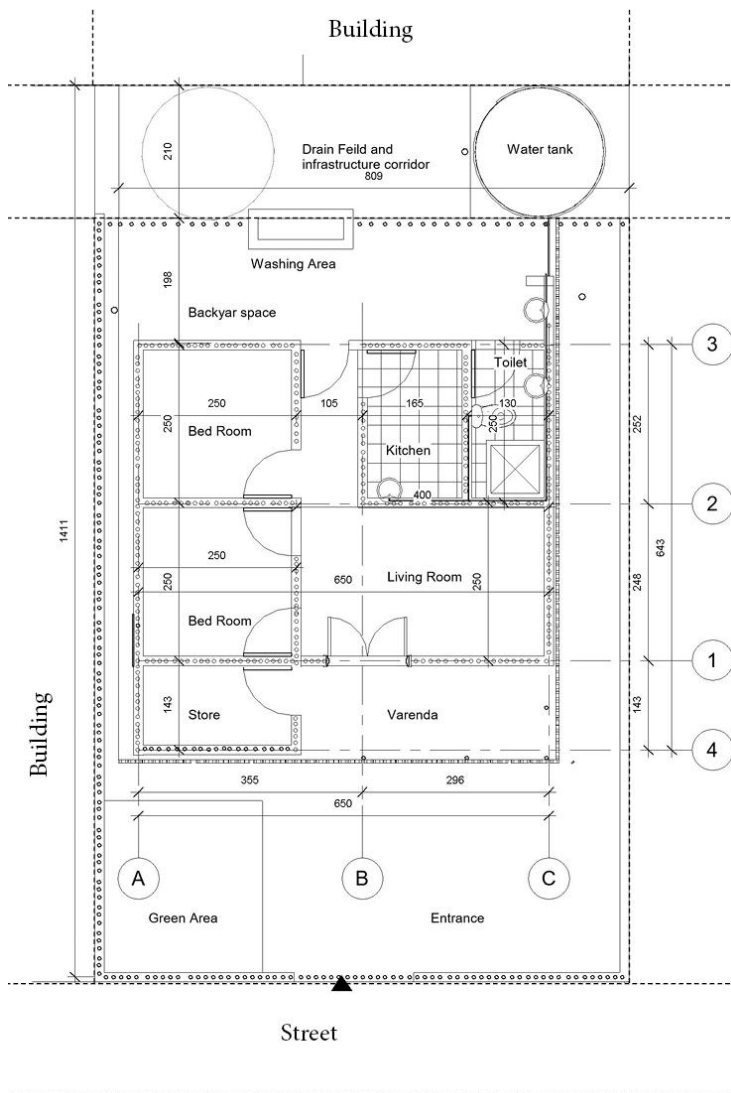 Building
210
Drain Feild and
infrastructure corridor
809
Water tank
Washing Area
198
Backyar space
3
Toilet
250
105
165
130
250
250
252
Bed Room
Kitchen
400
2
1411
643
250
650
Living Room
250
250
248
Bed Room
1
Building
143
Store
Varenda
143
4
355
296
650
A
B
C
Green Area
Entrance
Street